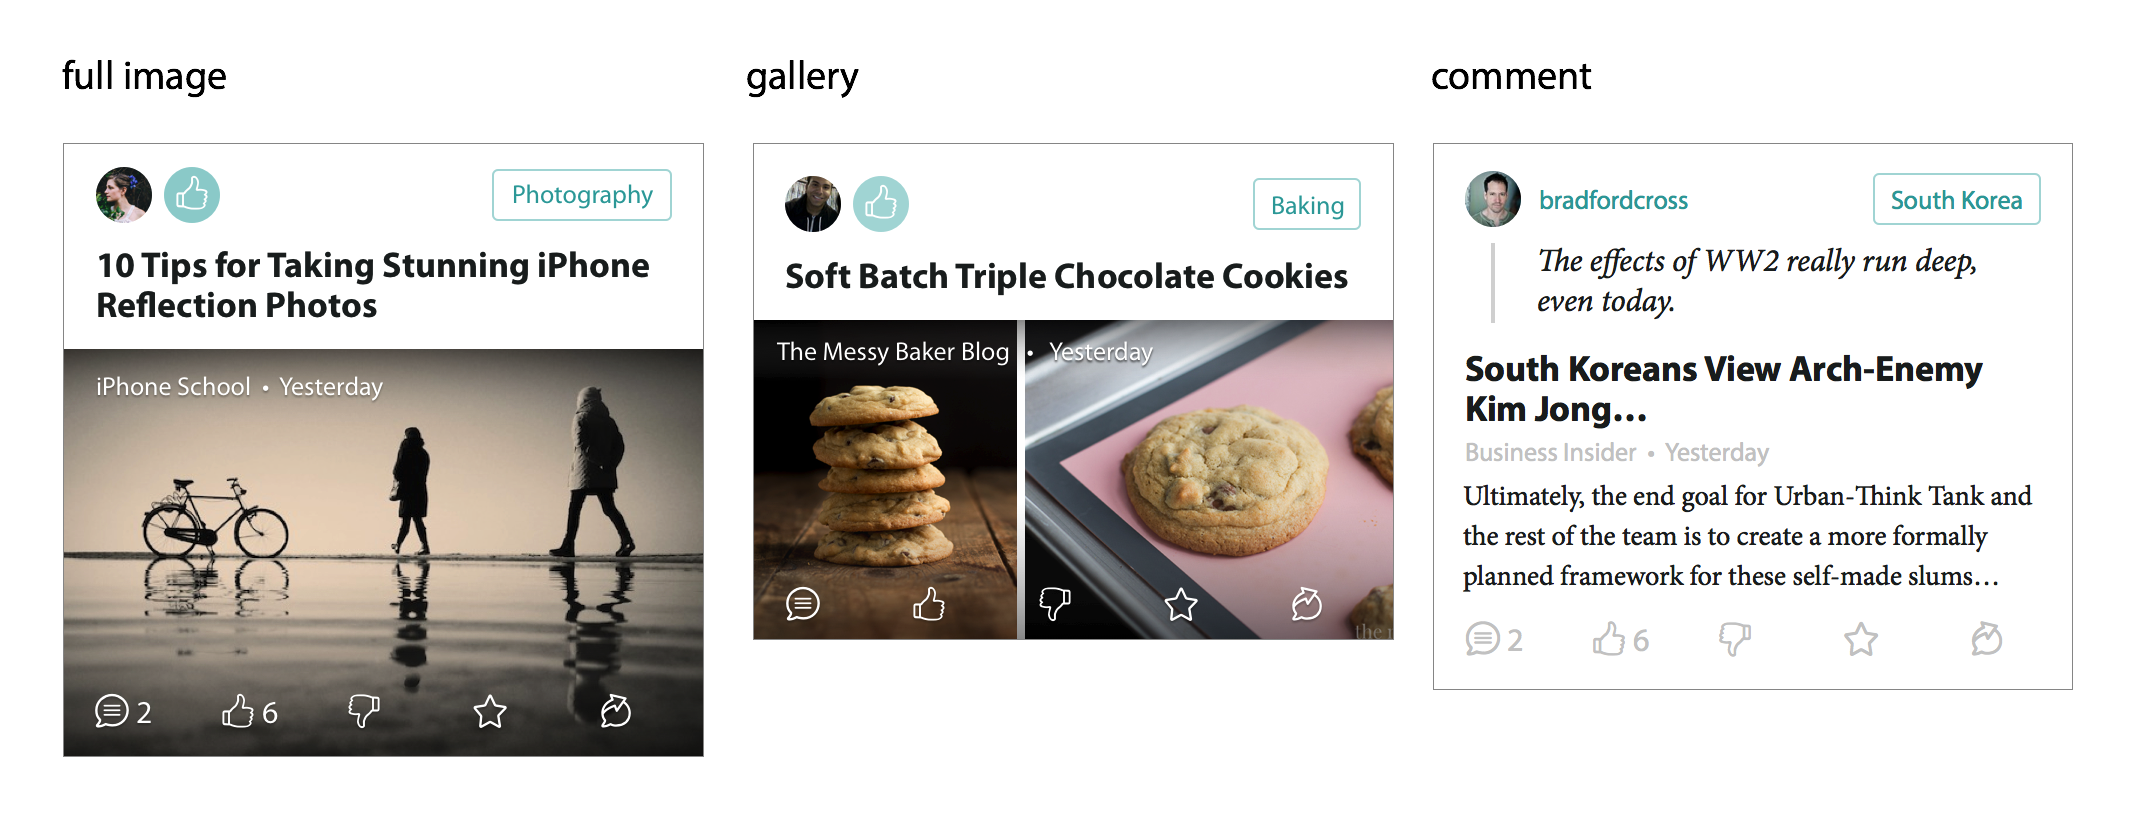 full image
Photography
10 Tips for Taking Stunning iPhone
Reflection Photos
iPhone School • Yesterday
2
6
gallery
Baking
Soft Batch Triple Chocolate Cookies
The Messy Baker Blog • Yesterday
the
comment
bradfordcross
South Korea
The effects of WW2 really run deep,
even today.
South Koreans View Arch-Enemy
Kim Jong...
Business Insider • Yesterday
Ultimately, the end goal for Urban-Think Tank and
the rest of the team is to create a more formally
planned framework for these self-made slums...
2
6